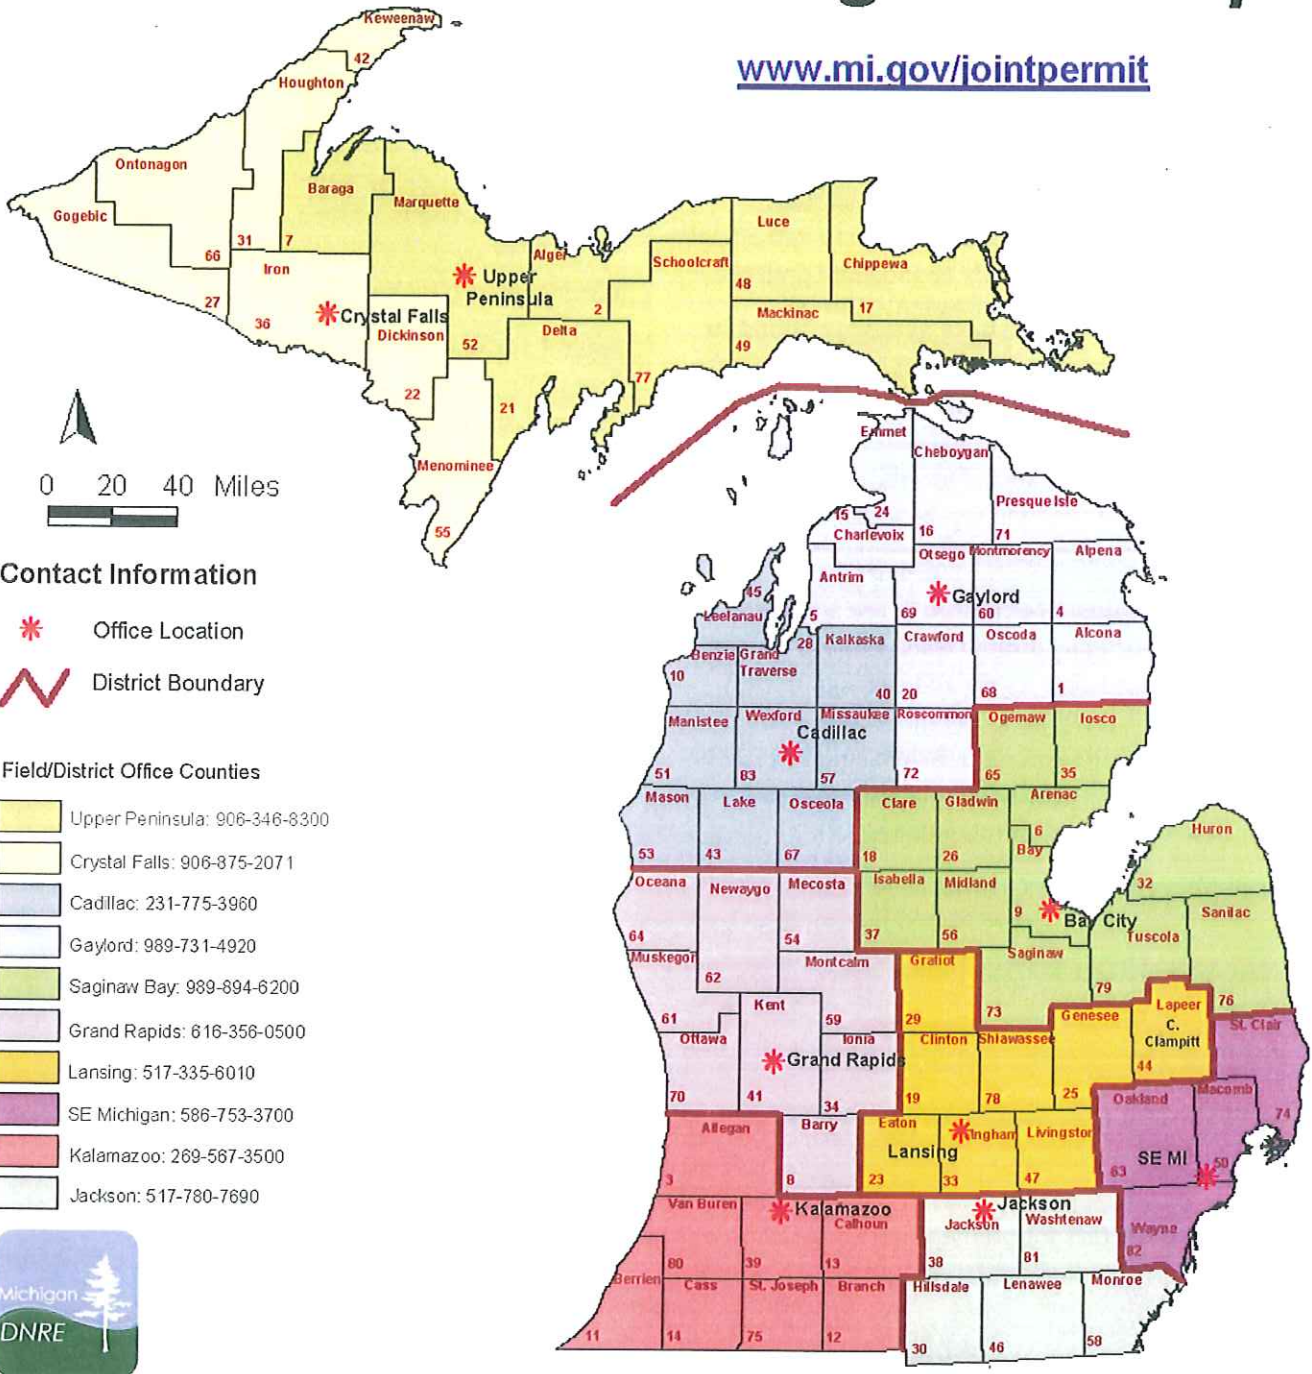 www.mi.gov/jointpermit
Keweenaw
42
Houghton
Ontonagon
Baraga
Marquette
Gogebic
66
31
7
Iron
27
36
Crystal Falls
Dickinson
22
Upper
Peninsula
52
Alger
2
Delta
21
Schoolcraft
77
Luce
48
Chippewa
17
Mackinac
49
Menominee
55
0 20 40 Miles
Emmet
24
Cheboygan
16
Presque Isle
71
15
Charlevoix
Antrim
5
Otsego
69
Gaylord
Montmorency
60
Alpena
4
45
Leelanau
Benzie
10
Grand
Traverse
28
Kalkaska
40
Crawford
20
Oscoda
68
Alcona
1
Manistee
51
Wexford
83
Cadillac
Missaukee
57
Roscommon
72
Ogemaw
65
Iosco
35
Mason
53
Lake
43
Osceola
67
Clare
18
Gladwin
26
Arenac
6
Bay
9
Bay City
Huron
32
Oceana
64
Newaygo
62
Mecosta
54
Isabella
37
Midland
56
Saginaw
73
Tuscola
79
Sanilac
76
Muskegon
61
Montcalm
59
Gratiot
29
Kent
41
Grand Rapids
Ottawa
70
Ionia
34
Clinton
19
Shiawassee
78
Genesee
25
Lapeer
C.
Clampitt
44
St. Clair
74
Allegan
3
Barry
8
Eaton
23
Lansing
Ingham
33
Livingston
47
Oakland
63
Macomb
50
SE MI
Van Buren
80
Kalamazoo
39
Calhoun
13
Jackson
Jackson
38
Washtenaw
81
Wayne
82
Berrien
11
Cass
14
St. Joseph
75
Branch
12
Hillsdale
30
Lenawee
46
Monroe
58
Contact Information
Office Location
District Boundary
Field/District Office Counties
Upper Peninsula: 906-346-8300
Crystal Falls: 906-875-2071
Cadillac: 231-775-3960
Gaylord: 989-731-4920
Saginaw Bay: 989-894-6200
Grand Rapids: 616-356-0500
Lansing: 517-335-6010
SE Michigan: 586-753-3700
Kalamazoo: 269-567-3500
Jackson: 517-780-7690
Michigan
DNRE